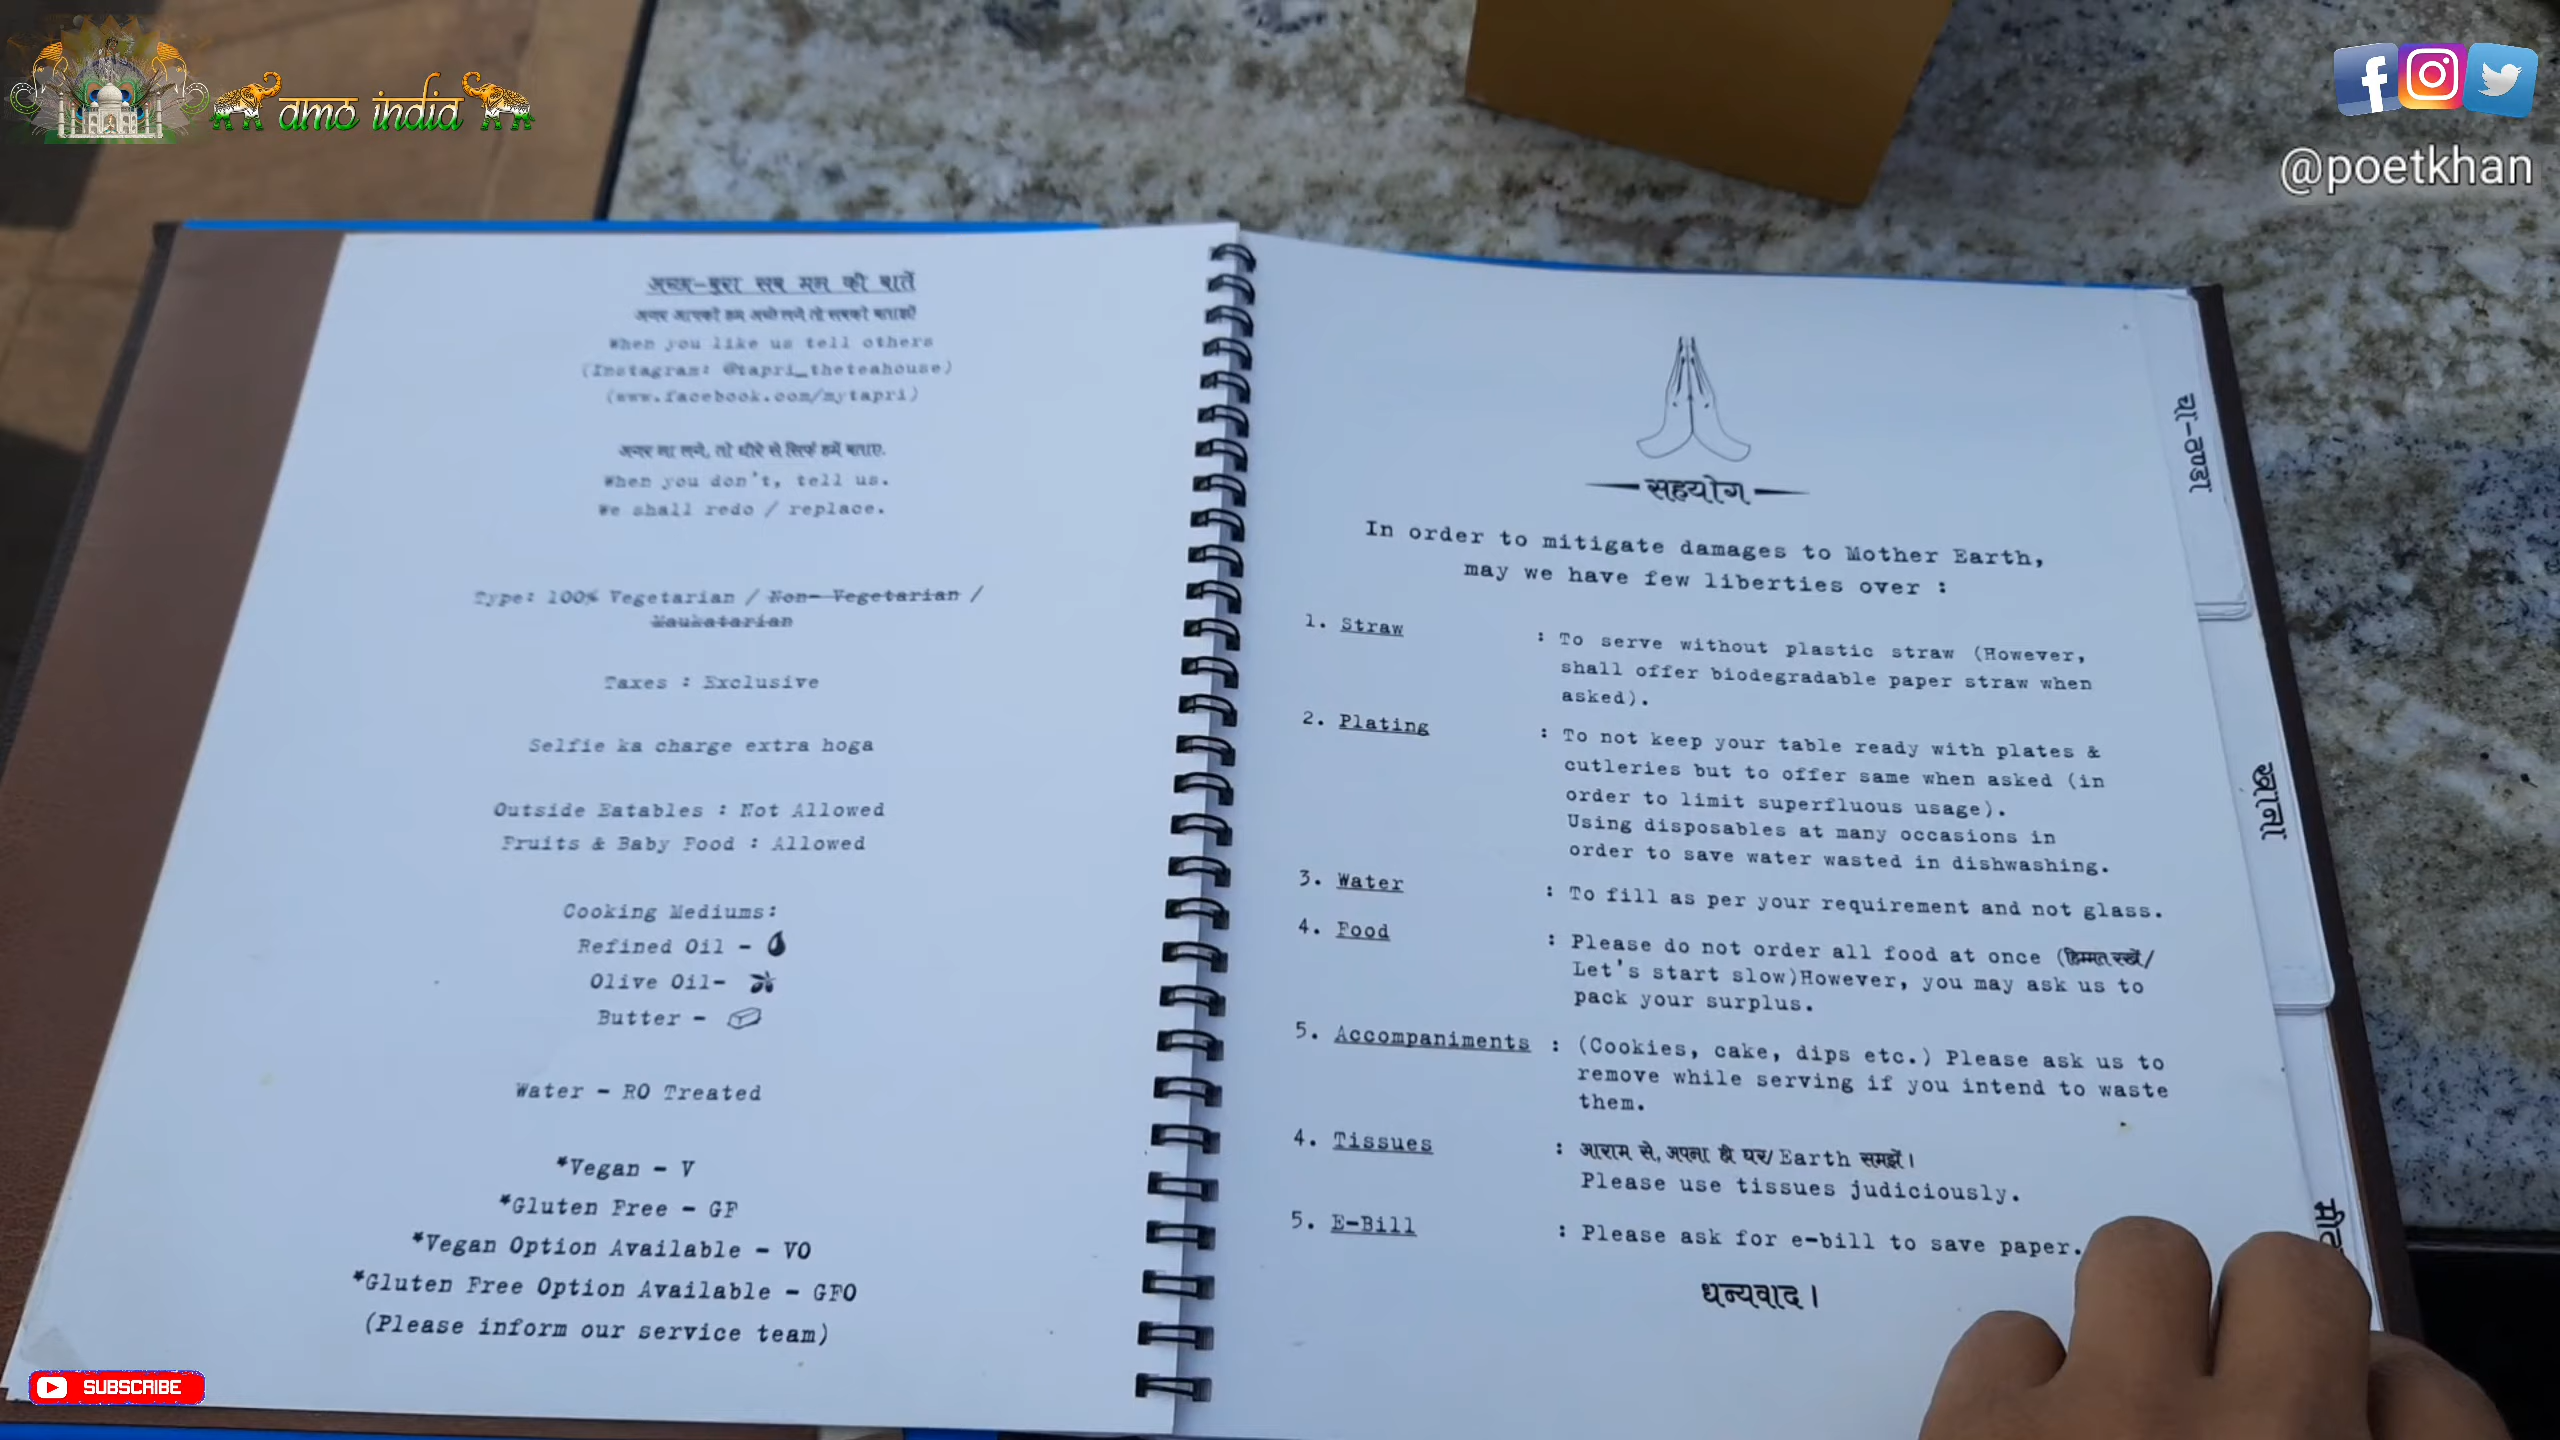 amo india
@poetkhan
अच्छा-बुरा सब मन की बातें
अगर आपको हम अच्छे लगे तो सबको बताइये
When you like us tell others
(Instagram: @tapri_theteahouse)
(www.facebook.com/mytapri)
अगर ना लगे, तो धीरे से सिर्फ हमें बताए.
When you don't, tell us.
We shall redo / replace.
Type: 100% Vegetarian / Non- Vegetarian /
Maukatarian
Taxes : Exclusive
Selfie ka charge extra hoga
Outside Eatables : Not Allowed
Fruits & Baby Food : Allowed
Cooking Mediums:
Refined Oil -
Olive Oil-
Butter -
Water - RO Treated
*Vegan - V
*Gluten Free - GF
*Vegan Option Available - VO
*Gluten Free Option Available - GFO
(Please inform our service team)
सहयोग
In order to mitigate damages to Mother Earth,
may we have few liberties over :
1. Straw : To serve without plastic straw (However,
shall offer biodegradable paper straw when
asked).
2. Plating : To not keep your table ready with plates &
cutleries but to offer same when asked (in
order to limit superfluous usage).
Using disposables at many occasions in
order to save water wasted in dishwashing.
3. Water : To fill as per your requirement and not glass.
4. Food : Please do not order all food at once (हिम्मत रखें/
Let's start slow)However, you may ask us to
pack your surplus.
5. Accompaniments : (Cookies, cake, dips etc.) Please ask us to
remove while serving if you intend to waste
them.
4. Tissues : आराम से, अपना ही घर/ Earth समझें।
Please use tissues judiciously.
5. E-Bill : Please ask for e-bill to save paper.
धन्यवाद।
चा-ठण्डा
खाना
SUBSCRIBE